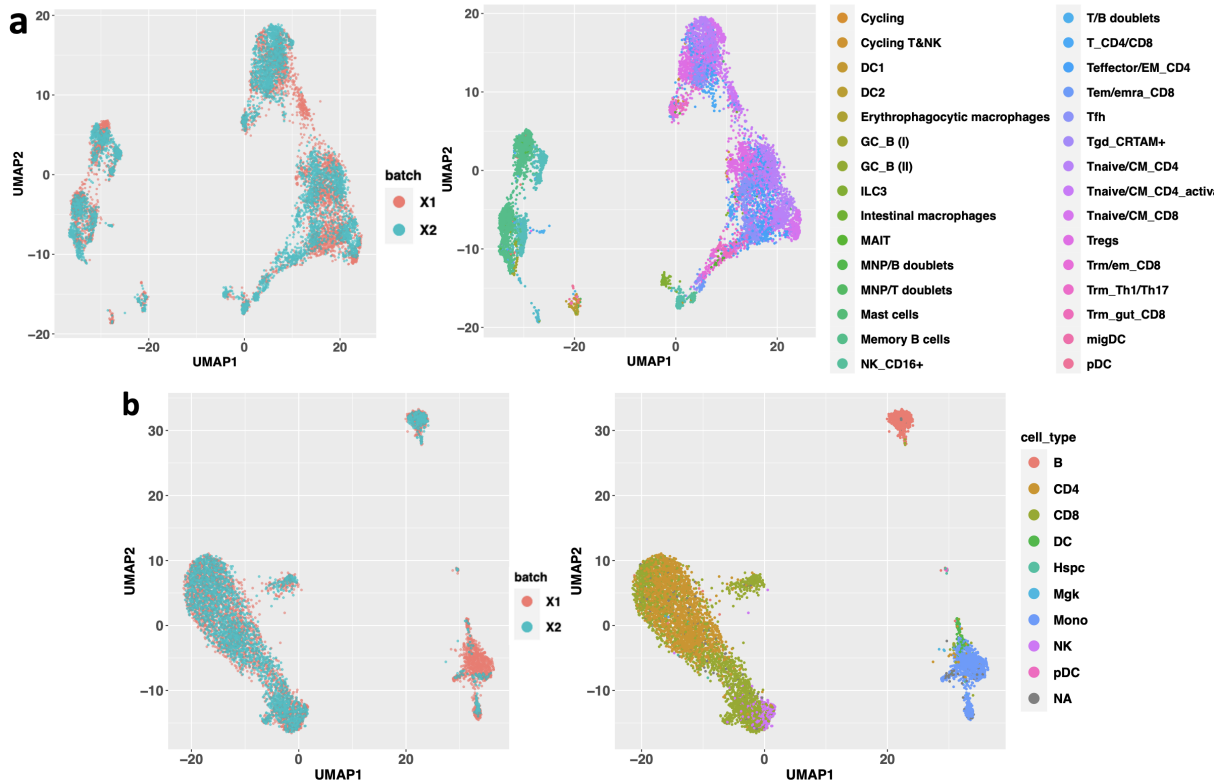 a
20
10
0
−10
−20
UMAP2
−20
0
20
UMAP1
batch
X1
X2
20
10
0
−10
−20
UMAP2
−20
0
20
UMAP1
Cycling
Cycling T&NK
DC1
DC2
Erythrophagocytic macrophages
GC_B (I)
GC_B (II)
ILC3
Intestinal macrophages
MAIT
MNP/B doublets
MNP/T doublets
Mast cells
Memory B cells
NK_CD16+
T/B doublets
T_CD4/CD8
Teffector/EM_CD4
Tem/emra_CD8
Tfh
Tgd_CRTAM+
Tnaive/CM_CD4
Tnaive/CM_CD4_activ
Tnaive/CM_CD8
Tregs
Trm/em_CD8
Trm_Th1/Th17
Trm_gut_CD8
migDC
pDC
b
30
20
10
0
−10
UMAP2
−20
0
20
UMAP1
batch
X1
X2
30
20
10
0
−10
UMAP2
−20
0
20
UMAP1
cell_type
B
CD4
CD8
DC
Hspc
Mgk
Mono
NK
pDC
NA